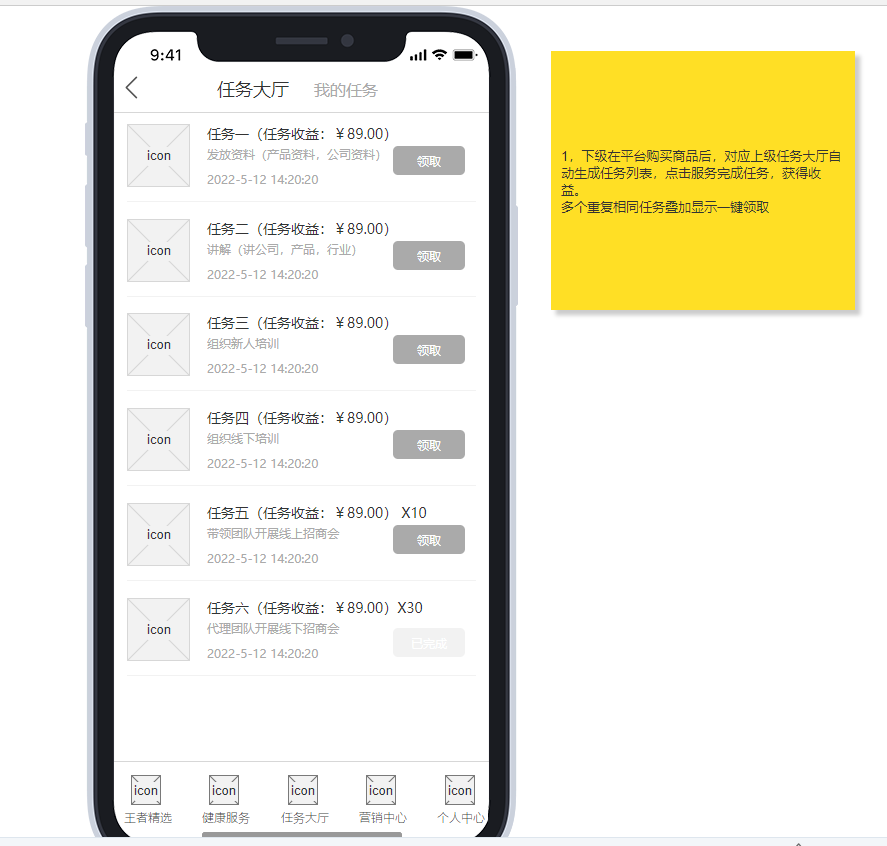 9:41
任务大厅 我的任务
icon
任务一（任务收益：￥89.00）
发放资料（产品资料，公司资料）
领取
2022-5-12 14:20:20
icon
任务二（任务收益：￥89.00）
讲解（讲公司，产品，行业）
领取
2022-5-12 14:20:20
icon
任务三（任务收益：￥89.00）
组织新人培训
领取
2022-5-12 14:20:20
icon
任务四（任务收益：￥89.00）
组织线下培训
领取
2022-5-12 14:20:20
icon
任务五（任务收益：￥89.00） X10
带领团队开展线上招商会
领取
2022-5-12 14:20:20
icon
任务六（任务收益：￥89.00）X30
代理团队开展线下招商会
已完成
2022-5-12 14:20:20
icon icon icon icon icon
王者精选 健康服务 任务大厅 营销中心 个人中心
1，下级在平台购买商品后，对应上级任务大厅自
动生成任务列表，点击服务完成任务，获得收
益。
多个重复相同任务叠加显示一键领取